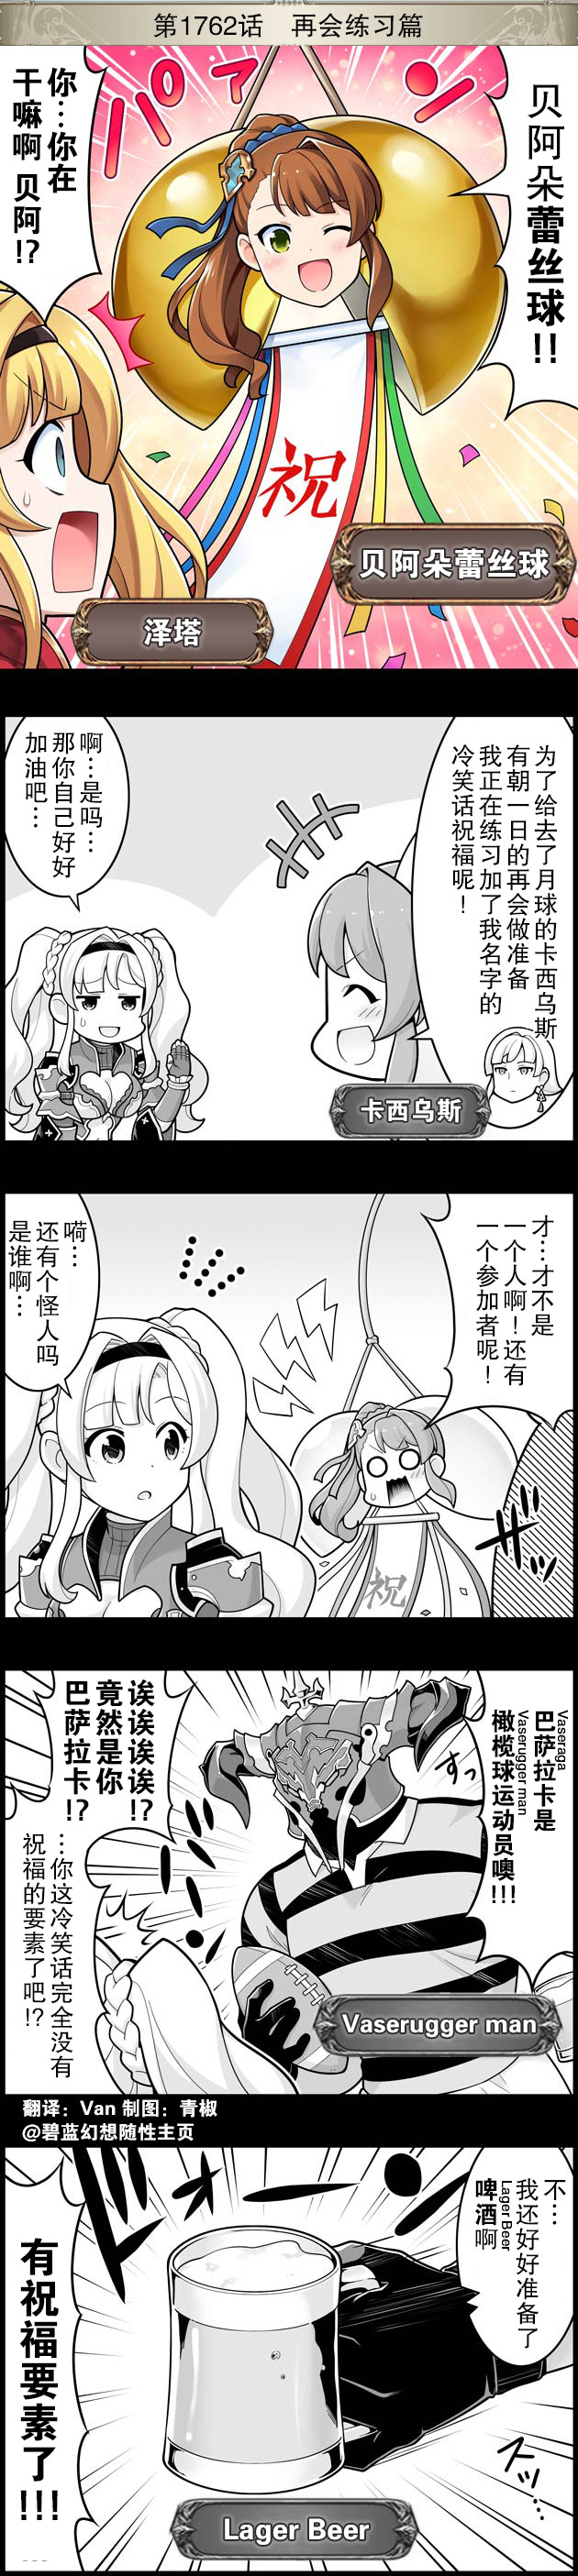 第1762话　再会练习篇
パァーン
贝阿朵
蕾丝球!!
你…你在
干嘛啊 贝阿!?
祝
贝阿朵蕾丝球
泽塔
为了给去了月球的卡西乌斯
有朝一日的再会做准备
我正在练习加了我名字的
冷笑话祝福呢！
啊…是吗…
那你自己好好
加油吧…
卡西乌斯
才…才不是
一个人啊！还有
一个参加者呢！
嗬…
还有个怪人吗
是谁啊…
祝
ザッ
Vaseraga
巴萨拉卡是
Vaserugger man
橄榄球运动员噢!!!
すっ
诶诶诶诶!?
竟然是你
巴萨拉卡!?
…你这冷笑话完全没有
祝福的要素了吧!?
Vaserugger man
翻译：Van 制图：青椒
@碧蓝幻想随性主页
不…
我还好好准备了
Lager Beer
啤酒啊
有祝福要素了!!!
スッ…
Lager Beer